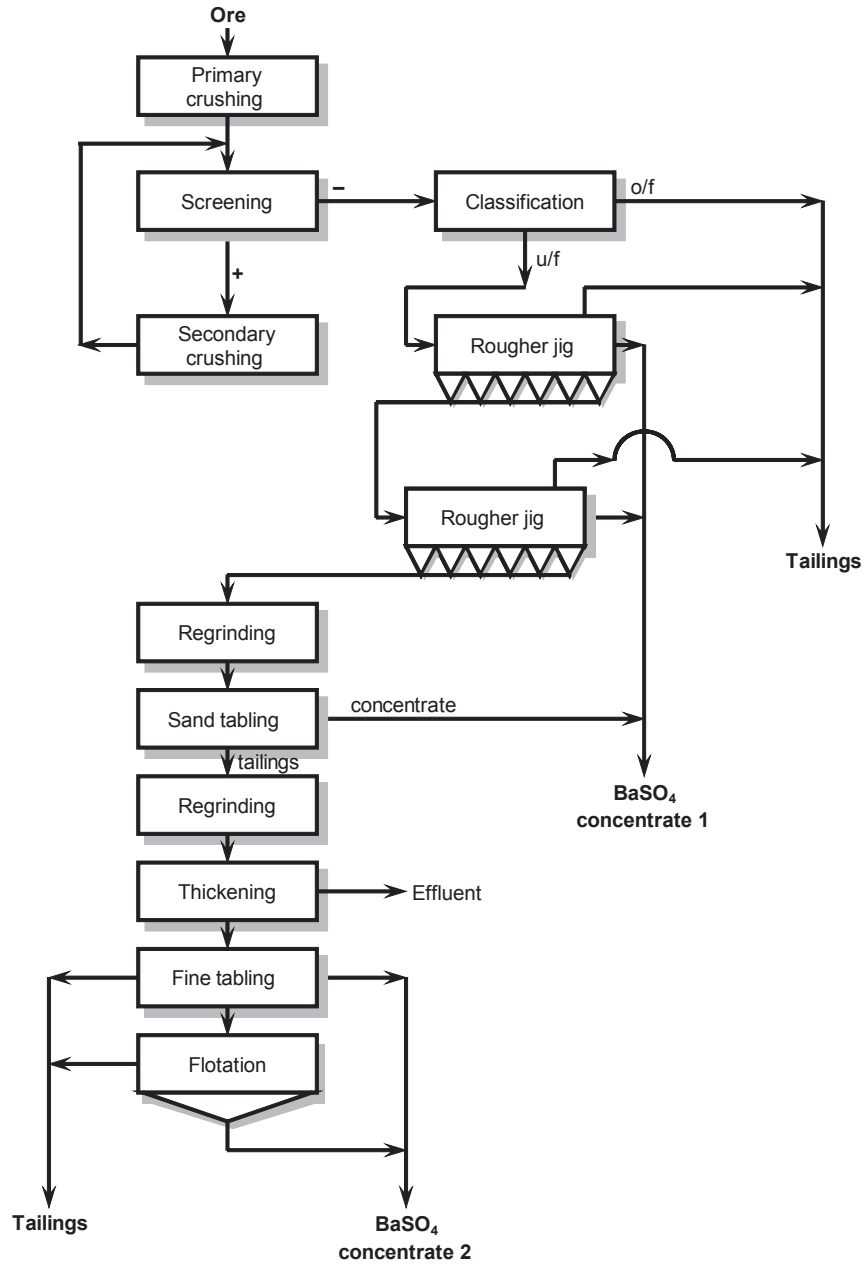 Ore
Primary
crushing
Screening
–
Classification
o/f
u/f
+
Secondary
crushing
Rougher jig
Rougher jig
Tailings
Regrinding
Sand tabling
concentrate
tailings
Regrinding
BaSO₄
concentrate 1
Thickening
Effluent
Fine tabling
Flotation
Tailings
BaSO₄
concentrate 2